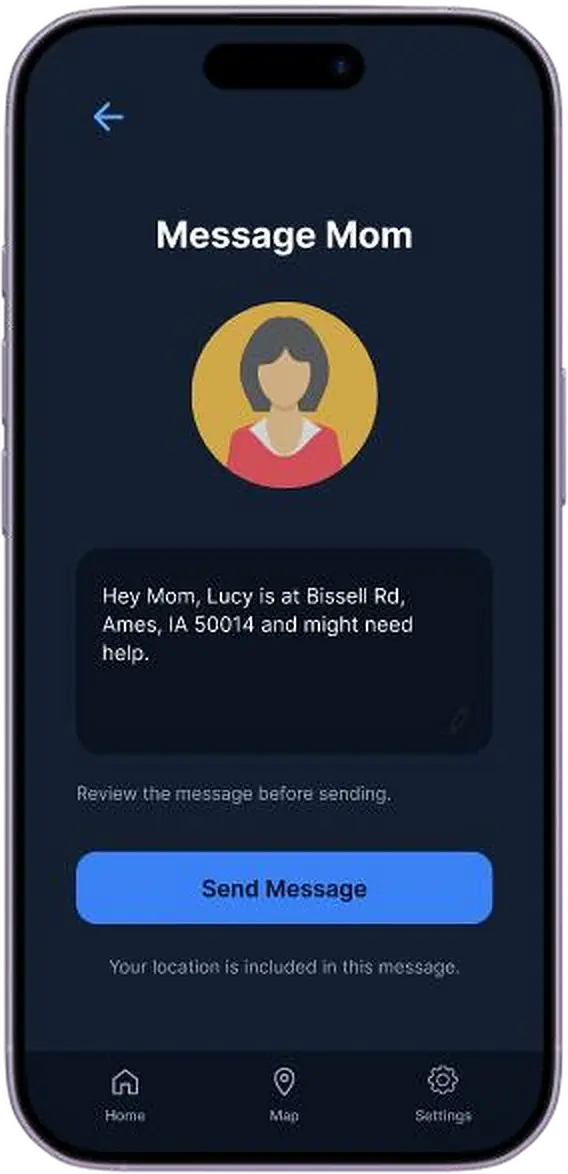 Message Mom
Hey Mom, Lucy is at Bissell Rd,
Ames, IA 50014 and might need
help.
Review the message before sending.
Send Message
Your location is included in this message.
Home Map Settings